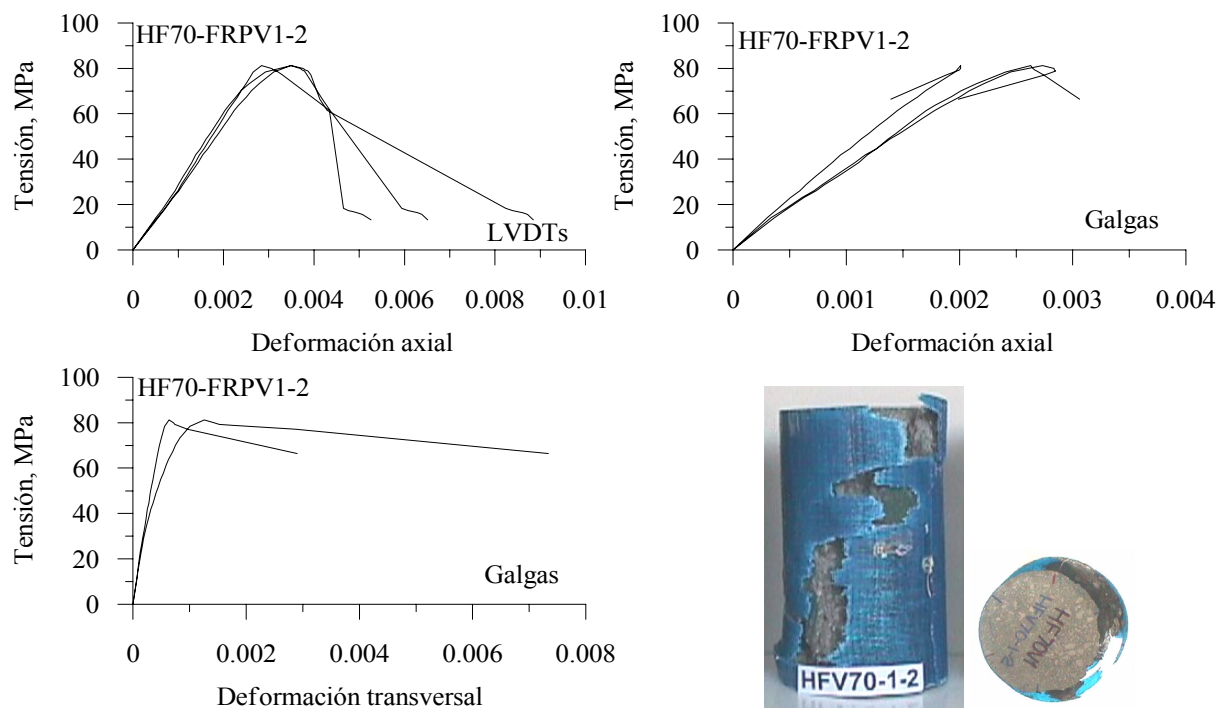 HF70-FRPV1-2
Tensión, MPa
100
80
60
40
20
0
0 0.002 0.004 0.006 0.008 0.01
LVDTs
Deformación axial
HF70-FRPV1-2
Tensión, MPa
100
80
60
40
20
0
0 0.001 0.002 0.003 0.004
Galgas
Deformación axial
HF70-FRPV1-2
Tensión, MPa
100
80
60
40
20
0
0 0.002 0.004 0.006 0.008
Galgas
Deformación transversal
HFV70-1-2
HFV70-1-2